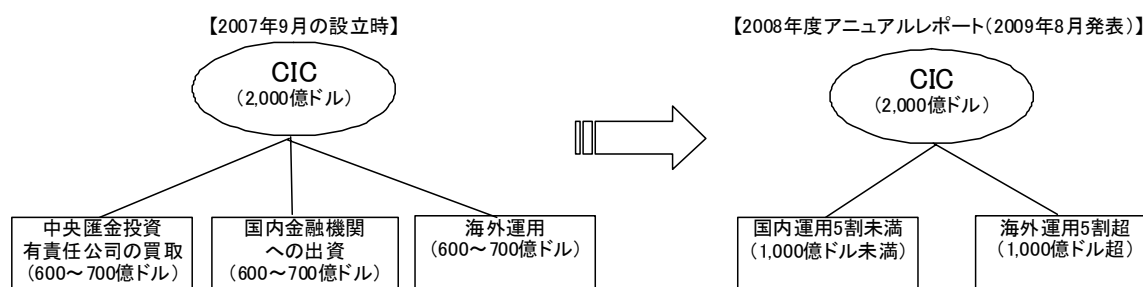 【2007年9月の設立時】
CIC
(2,000億ドル)
中央匯金投資
有責任公司の買取
(600～700億ドル)
国内金融機関
への出資
(600～700億ドル)
海外運用
(600～700億ドル)
【2008年度アニュアルレポート(2009年8月発表)】
CIC
(2,000億ドル)
国内運用5割未満
(1,000億ドル未満)
海外運用5割超
(1,000億ドル超)